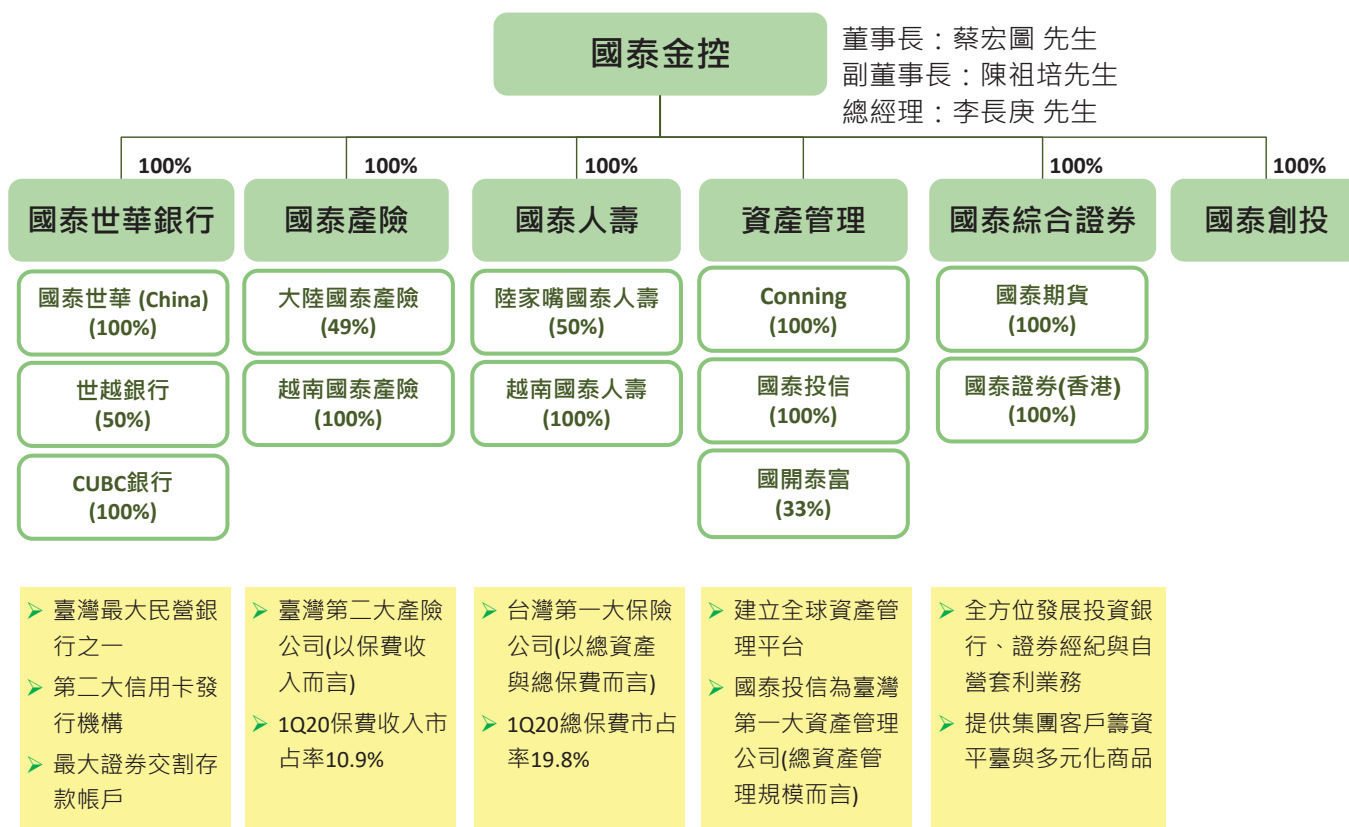 國泰金控
董事長：蔡宏圖 先生
副董事長：陳祖培先生
總經理：李長庚 先生
100%
100%
100%
100%
100%
國泰世華銀行
國泰產險
國泰人壽
資產管理
國泰綜合證券
國泰創投
國泰世華 (China)
(100%)
世越銀行
(50%)
CUBC銀行
(100%)
大陸國泰產險
(49%)
越南國泰產險
(100%)
陸家嘴國泰人壽
(50%)
越南國泰人壽
(100%)
Conning
(100%)
國泰投信
(100%)
國開泰富
(33%)
國泰期貨
(100%)
國泰證券(香港)
(100%)
➢ 臺灣最大民營銀
行之一
➢ 第二大信用卡發
行機構
➢ 最大證券交割存
款帳戶
➢ 臺灣第二大產險
公司(以保費收
入而言)
➢ 1Q20保費收入市
占率10.9%
➢ 台灣第一大保險
公司(以總資產
與總保費而言)
➢ 1Q20總保費市占
率19.8%
➢ 建立全球資產管
理平台
➢ 國泰投信為臺灣
第一大資產管理
公司(總資產管
理規模而言)
➢ 全方位發展投資銀
行、證券經紀與自
營套利業務
➢ 提供集團客戶籌資
平臺與多元化商品